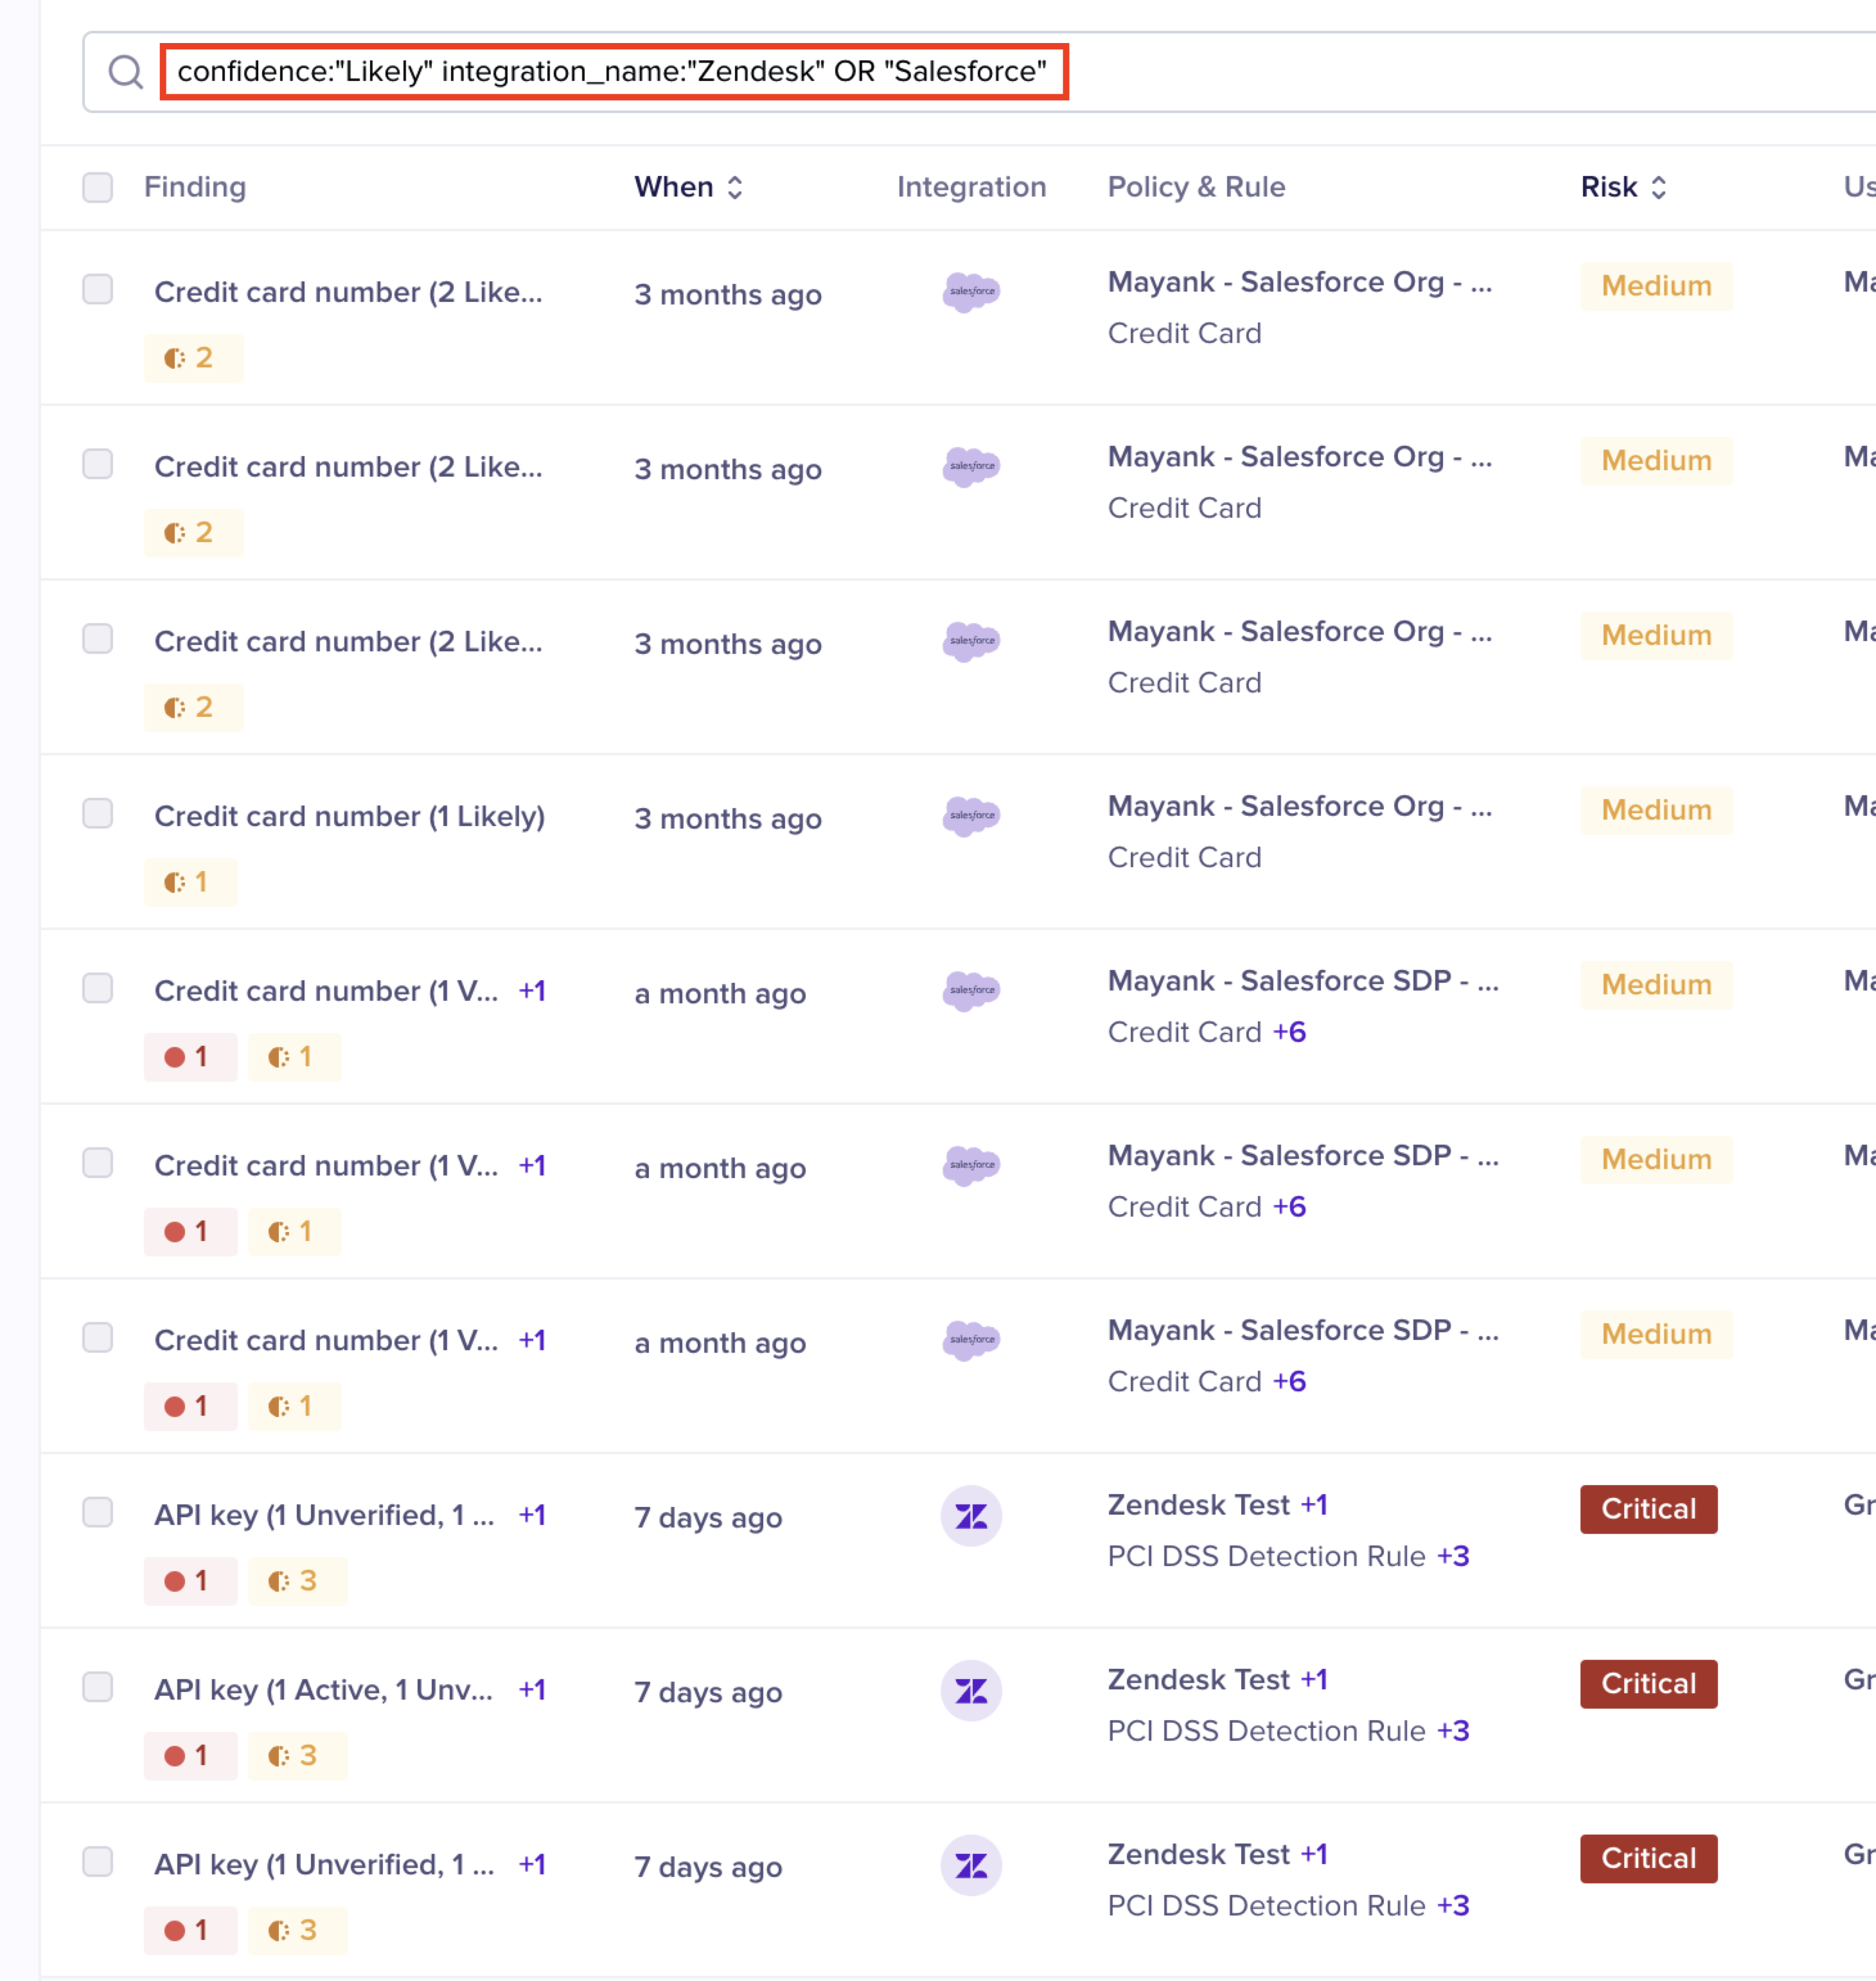 confidence:"Likely" integration_name:"Zendesk" OR "Salesforce"
Finding When Integration Policy & Rule Risk Us
Credit card number (2 Like... 3 months ago salesforce Mayank - Salesforce Org - ... Medium Ma
Credit Card
2
Credit card number (2 Like... 3 months ago salesforce Mayank - Salesforce Org - ... Medium Ma
Credit Card
2
Credit card number (2 Like... 3 months ago salesforce Mayank - Salesforce Org - ... Medium Ma
Credit Card
2
Credit card number (1 Likely) 3 months ago salesforce Mayank - Salesforce Org - ... Medium Ma
Credit Card
1
Credit card number (1 V... +1 a month ago salesforce Mayank - Salesforce SDP - ... Medium Ma
Credit Card +6
1 1
Credit card number (1 V... +1 a month ago salesforce Mayank - Salesforce SDP - ... Medium Ma
Credit Card +6
1 1
Credit card number (1 V... +1 a month ago salesforce Mayank - Salesforce SDP - ... Medium Ma
Credit Card +6
1 1
API key (1 Unverified, 1 ... +1 7 days ago Zendesk Test +1 Critical Gr
PCI DSS Detection Rule +3
1 3
API key (1 Active, 1 Unv... +1 7 days ago Zendesk Test +1 Critical Gr
PCI DSS Detection Rule +3
1 3
API key (1 Unverified, 1 ... +1 7 days ago Zendesk Test +1 Critical Gr
PCI DSS Detection Rule +3
1 3